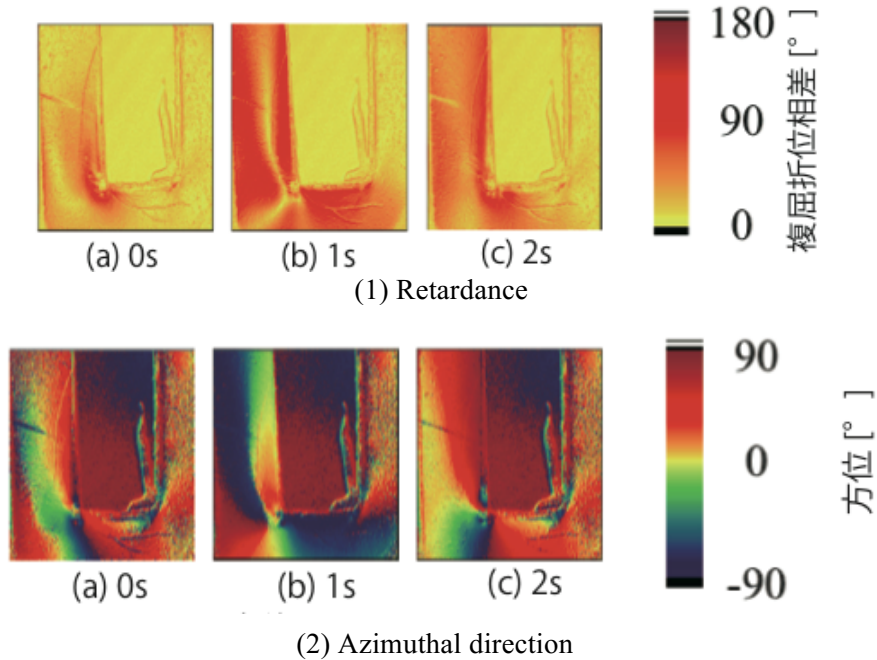 180
90
0
複屈折位相差 [°]
(a) 0s
(b) 1s
(c) 2s
(1) Retardance
90
0
-90
方位 [°]
(a) 0s
(b) 1s
(c) 2s
(2) Azimuthal direction